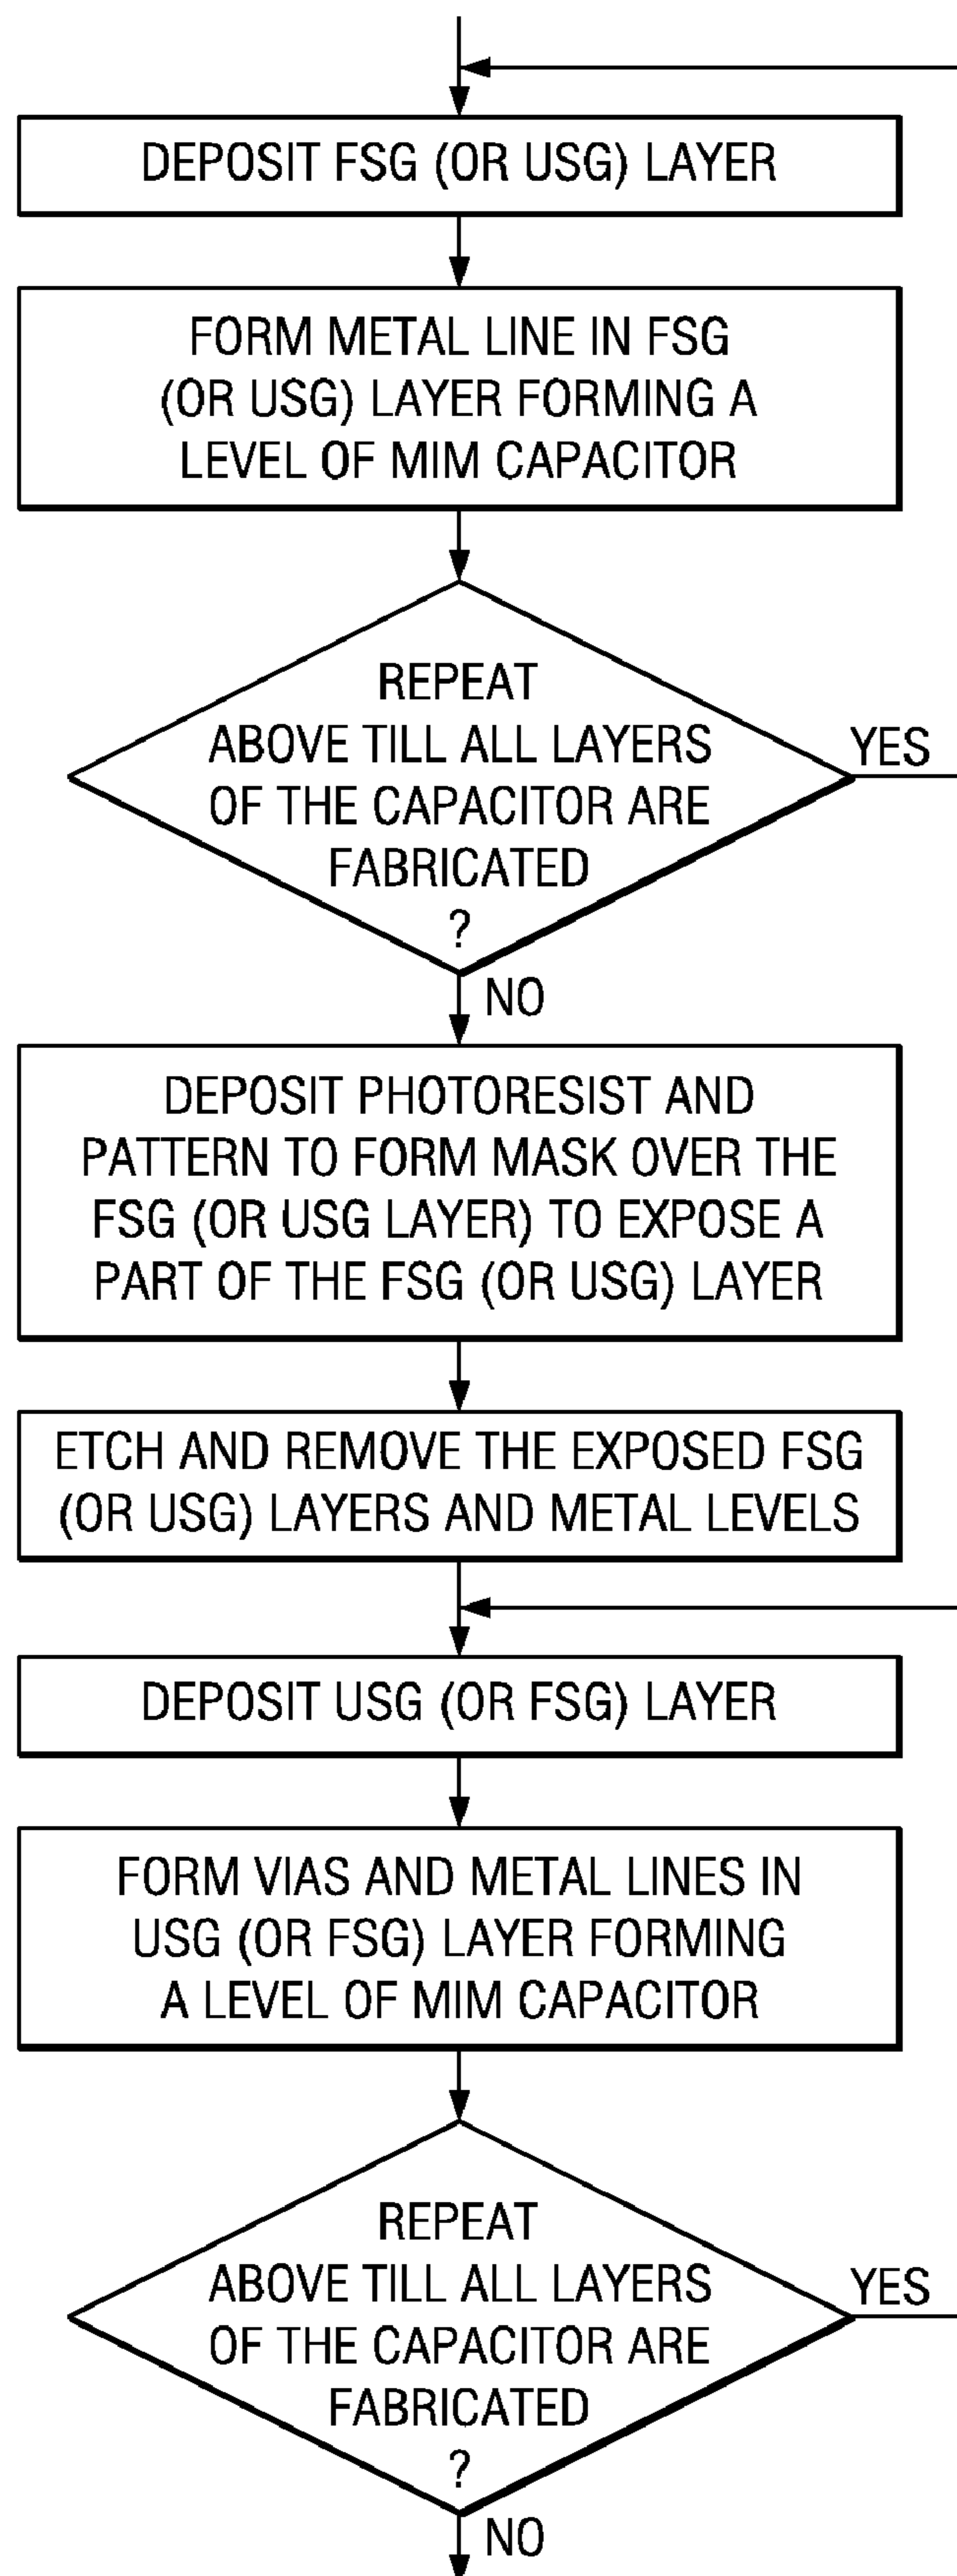 DEPOSIT FSG (OR USG) LAYER
FORM METAL LINE IN FSG
(OR USG) LAYER FORMING A
LEVEL OF MIM CAPACITOR
REPEAT
ABOVE TILL ALL LAYERS
OF THE CAPACITOR ARE
FABRICATED
?
YES
NO
DEPOSIT PHOTORESIST AND
PATTERN TO FORM MASK OVER THE
FSG (OR USG LAYER) TO EXPOSE A
PART OF THE FSG (OR USG) LAYER
ETCH AND REMOVE THE EXPOSED FSG
(OR USG) LAYERS AND METAL LEVELS
DEPOSIT USG (OR FSG) LAYER
FORM VIAS AND METAL LINES IN
USG (OR FSG) LAYER FORMING
A LEVEL OF MIM CAPACITOR
REPEAT
ABOVE TILL ALL LAYERS
OF THE CAPACITOR ARE
FABRICATED
?
YES
NO